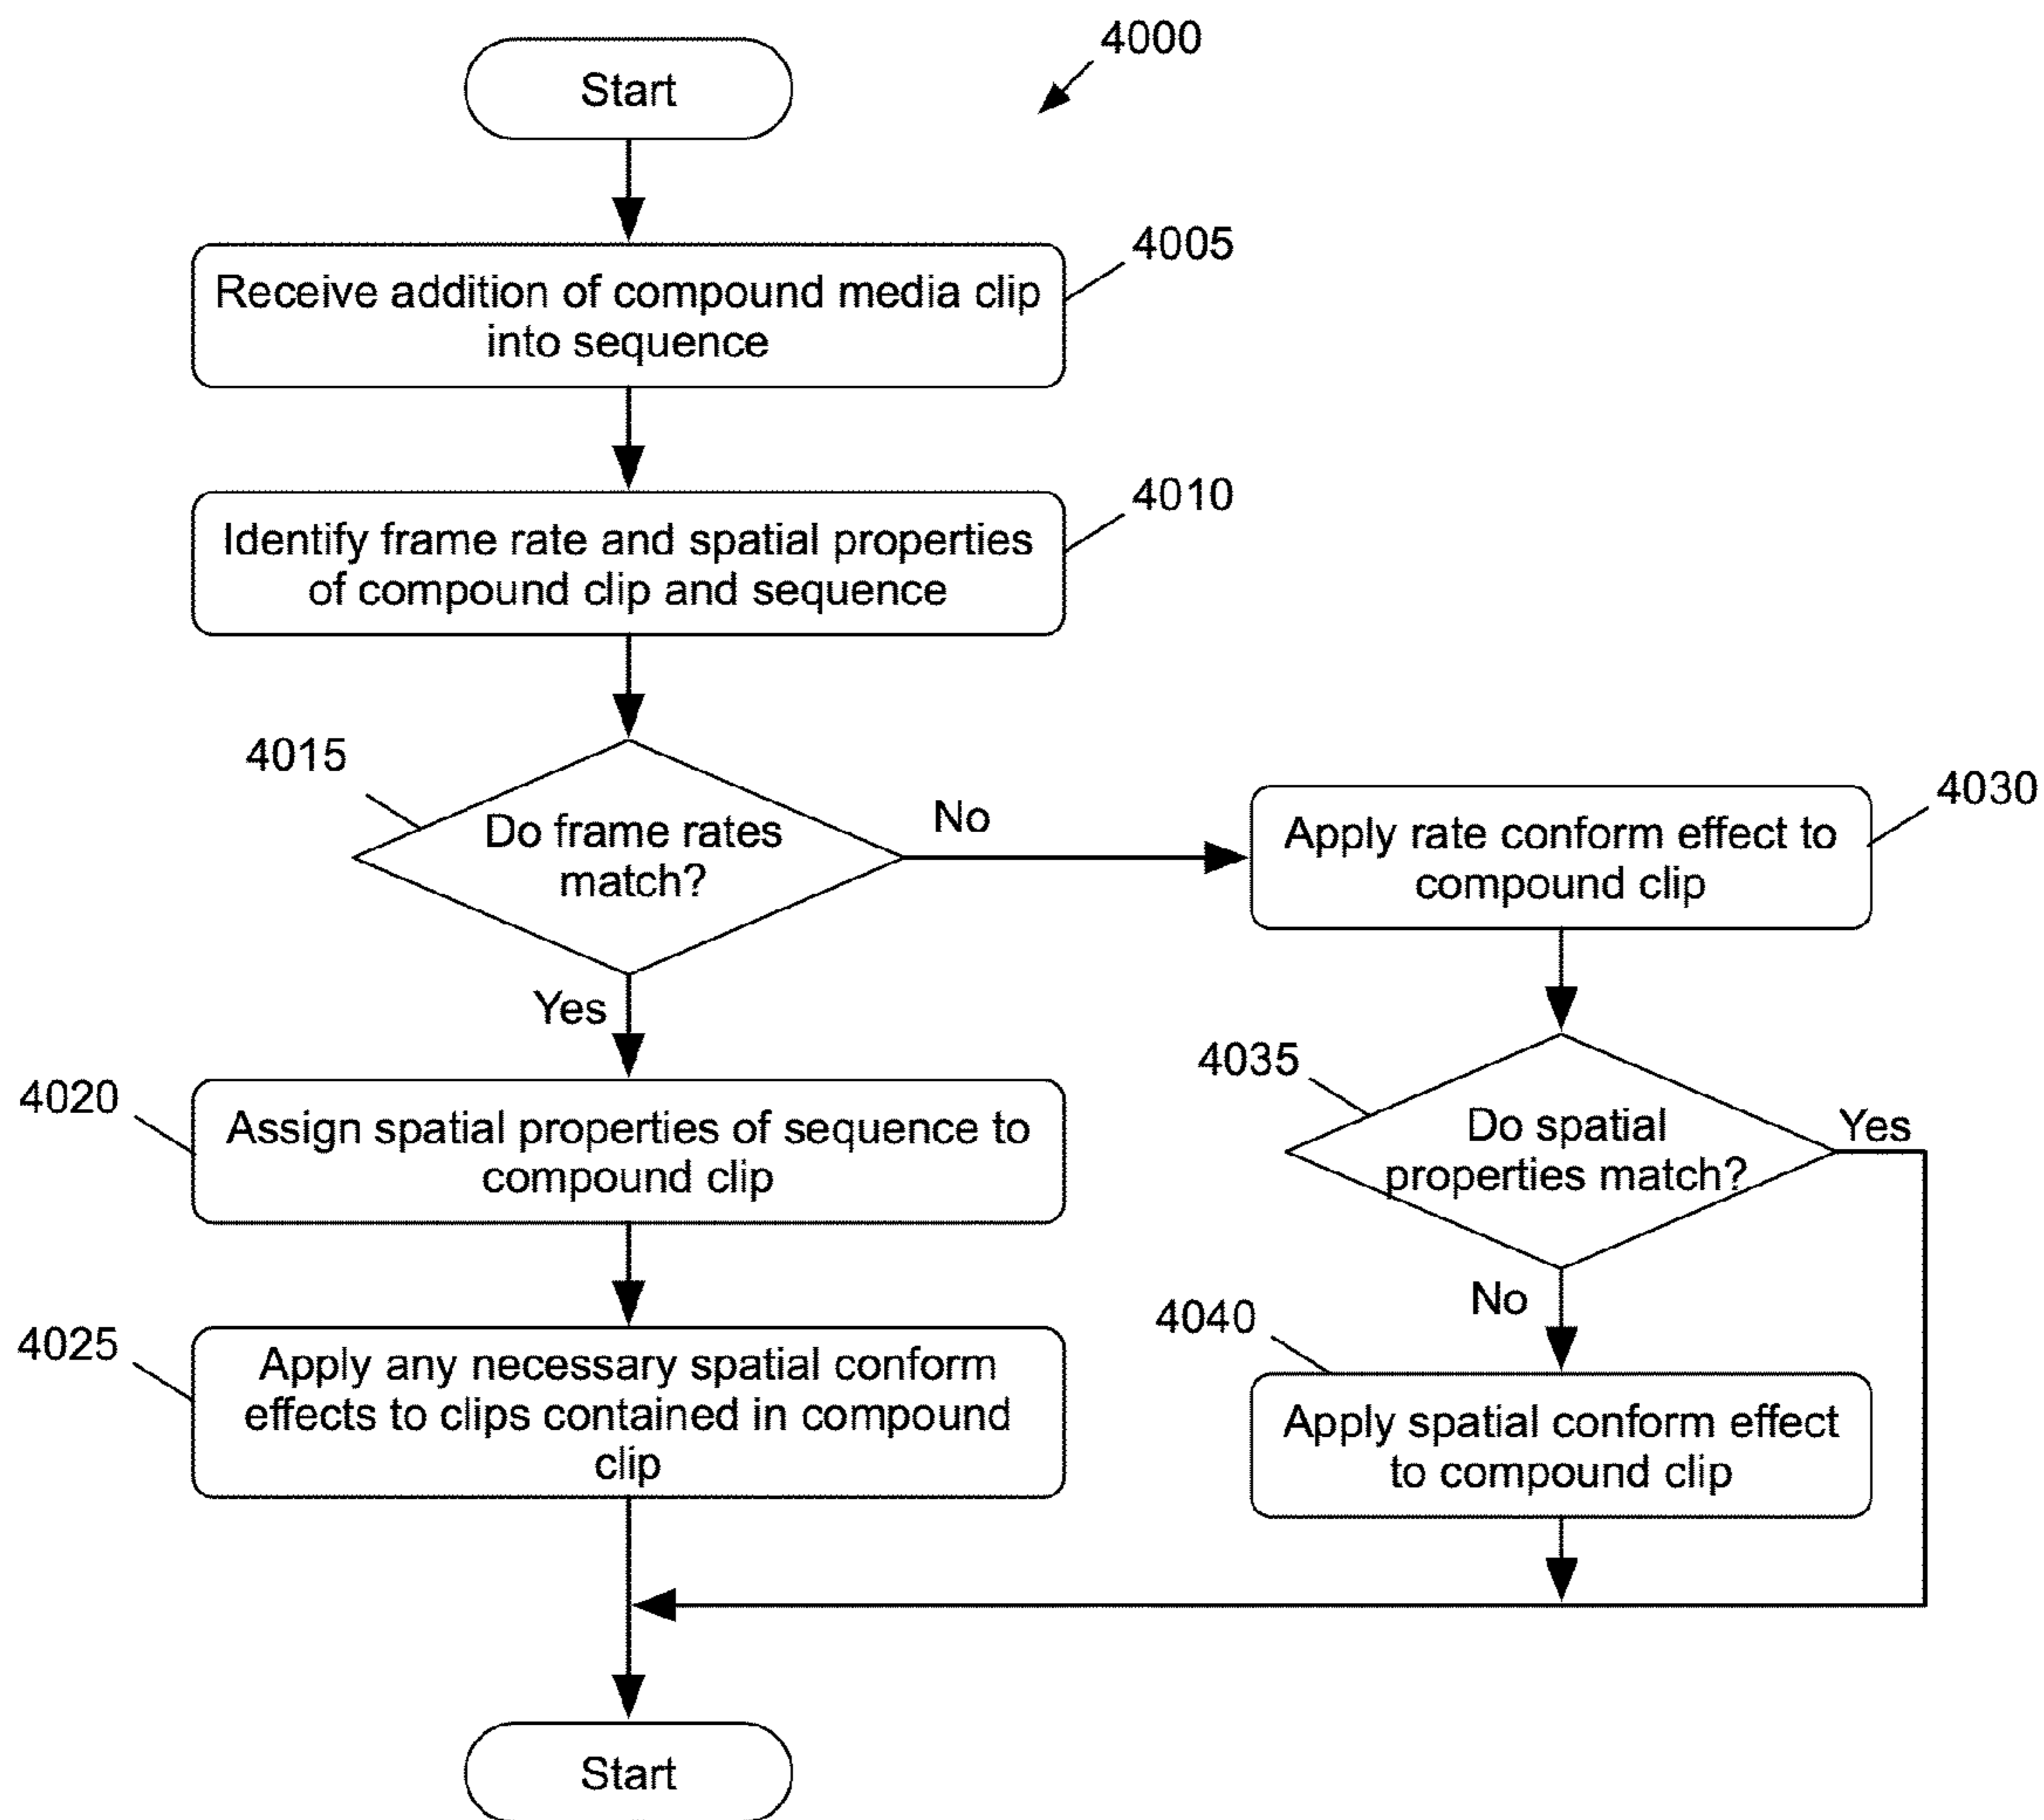 4000
Start
4005
Receive addition of compound media clip
into sequence
4010
Identify frame rate and spatial properties
of compound clip and sequence
4015
Do frame rates
match?
No
Yes
4030
Apply rate conform effect to
compound clip
4020
Assign spatial properties of sequence to
compound clip
4035
Do spatial
properties match?
Yes
No
4025
Apply any necessary spatial conform
effects to clips contained in compound
clip
4040
Apply spatial conform effect
to compound clip
Start